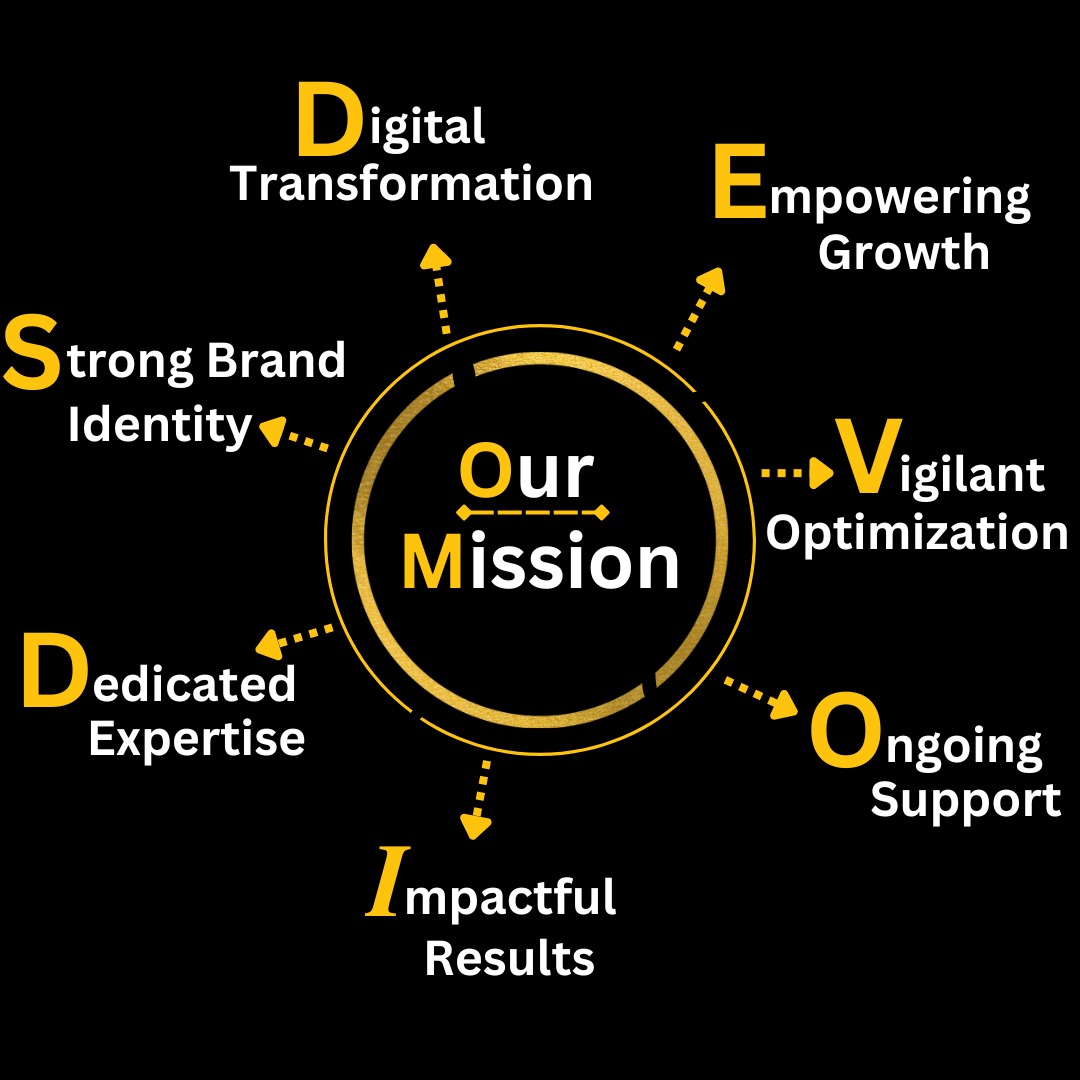 Digital
Transformation
Empowering
Growth
Strong Brand
Identity
Vigilant
Optimization
Our
Mission
Dedicated
Expertise
Ongoing
Support
Impactful
Results